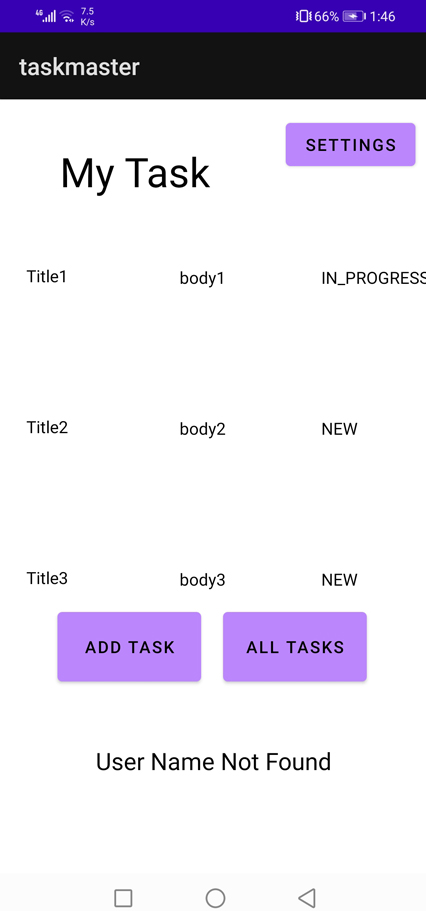 4G 7.5 K/s 66% 1:46
taskmaster
SETTINGS
My Task
Title1 body1 IN_PROGRESS
Title2 body2 NEW
Title3 body3 NEW
ADD TASK ALL TASKS
User Name Not Found